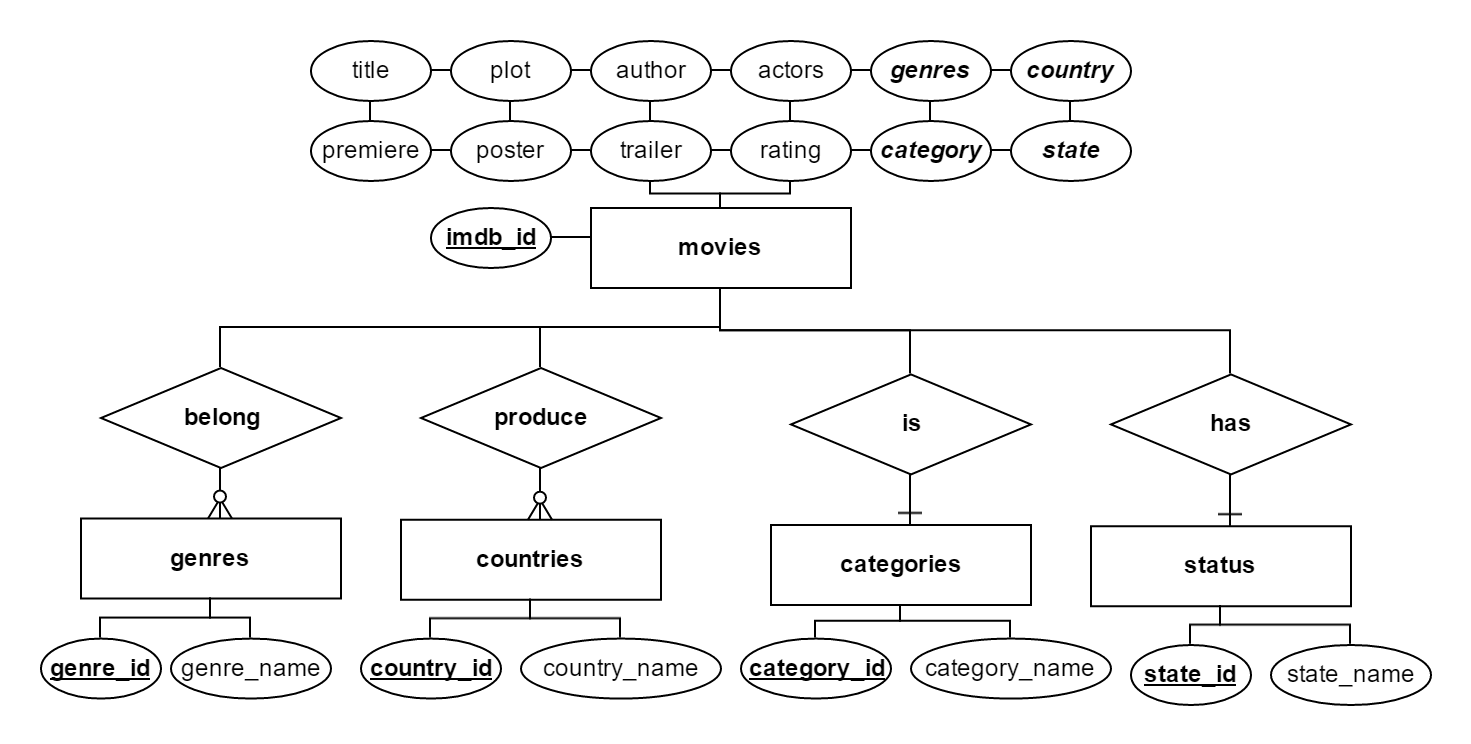 title plot author actors genres country
premiere poster trailer rating category state
imdb_id movies
belong produce is has
genres countries categories status
genre_id genre_name country_id country_name category_id category_name state_id state_name